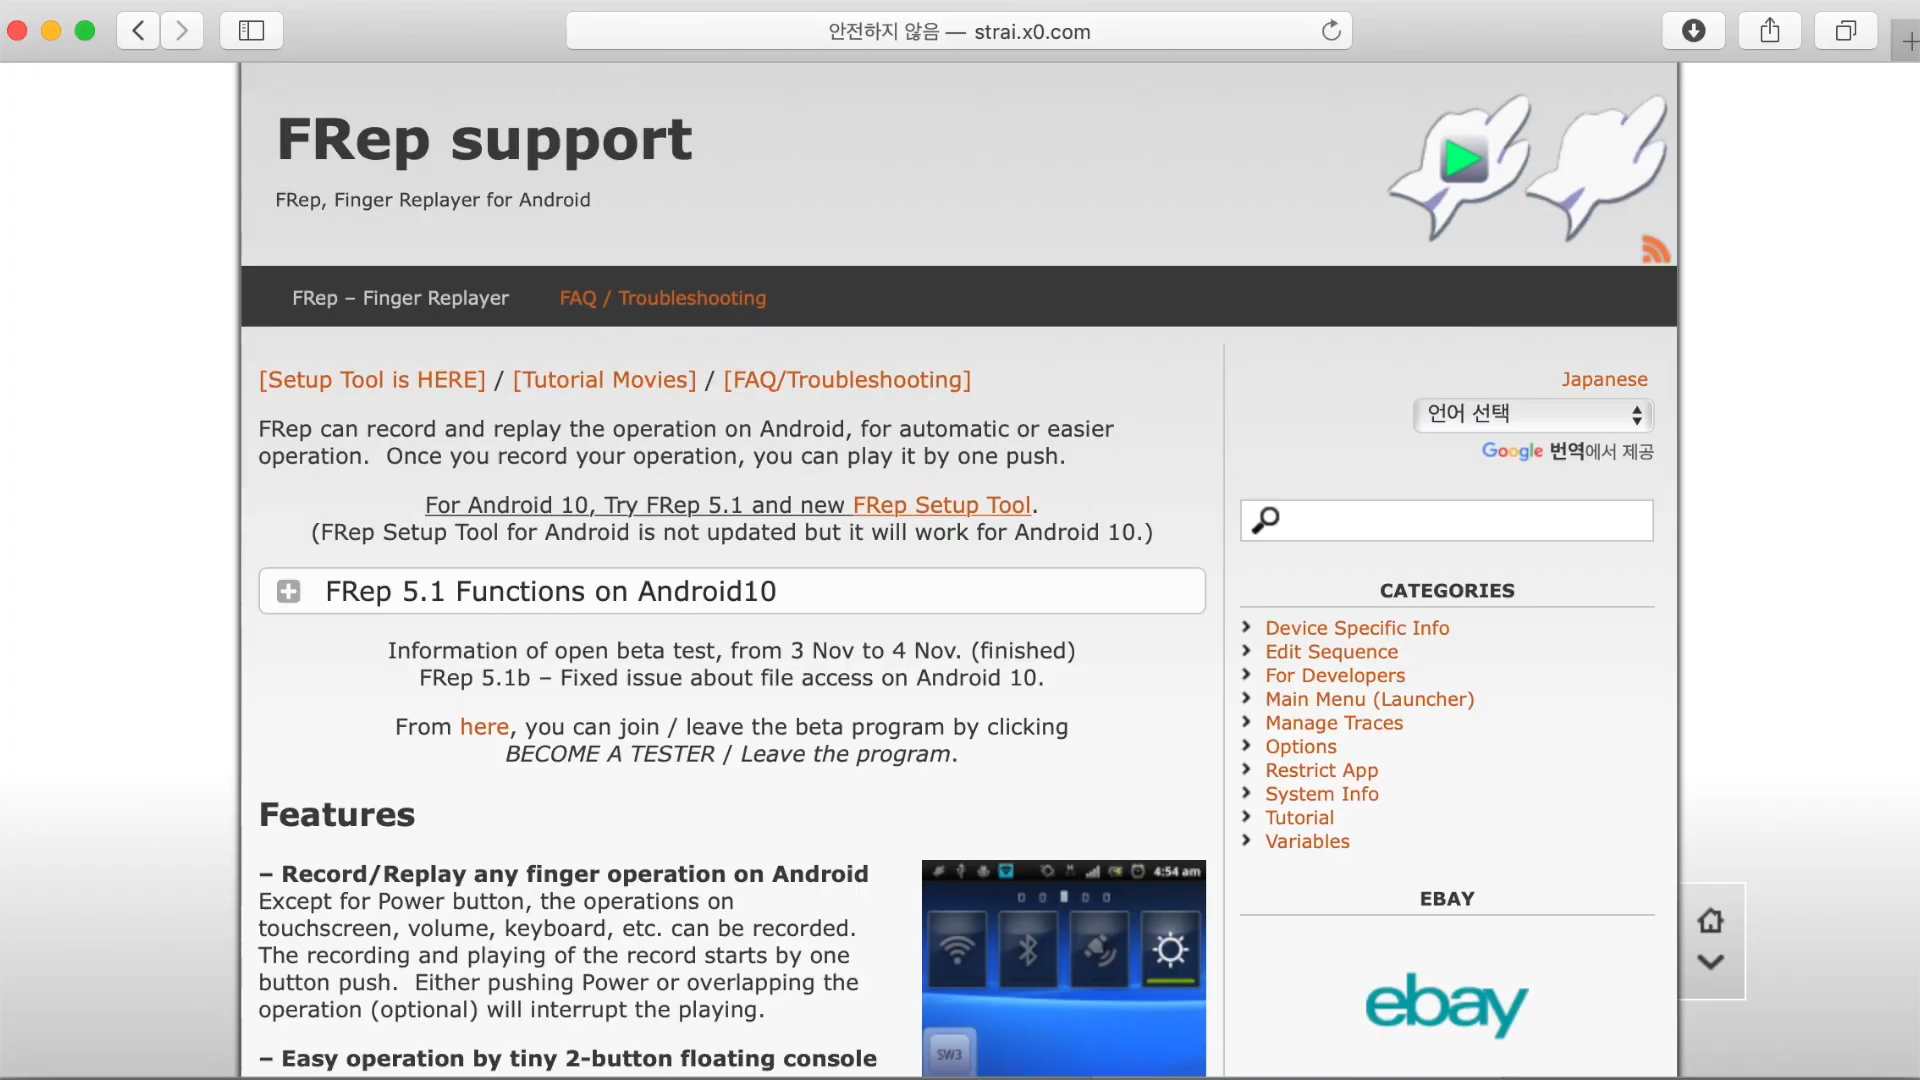 안전하지 않음 — strai.x0.com
FRep support
FRep, Finger Replayer for Android
FRep – Finger Replayer
FAQ / Troubleshooting
[Setup Tool is HERE] / [Tutorial Movies] / [FAQ/Troubleshooting]
FRep can record and replay the operation on Android, for automatic or easier
operation. Once you record your operation, you can play it by one push.
For Android 10, Try FRep 5.1 and new FRep Setup Tool.
(FRep Setup Tool for Android is not updated but it will work for Android 10.)
FRep 5.1 Functions on Android10
Information of open beta test, from 3 Nov to 4 Nov. (finished)
FRep 5.1b – Fixed issue about file access on Android 10.
From here, you can join / leave the beta program by clicking
BECOME A TESTER / Leave the program.
Features
– Record/Replay any finger operation on Android
Except for Power button, the operations on
touchscreen, volume, keyboard, etc. can be recorded.
The recording and playing of the record starts by one
button push. Either pushing Power or overlapping the
operation (optional) will interrupt the playing.
– Easy operation by tiny 2-button floating console
4:54 am
SW3
Japanese
언어 선택
Google 번역에서 제공
CATEGORIES
Device Specific Info
Edit Sequence
For Developers
Main Menu (Launcher)
Manage Traces
Options
Restrict App
System Info
Tutorial
Variables
EBAY
ebay